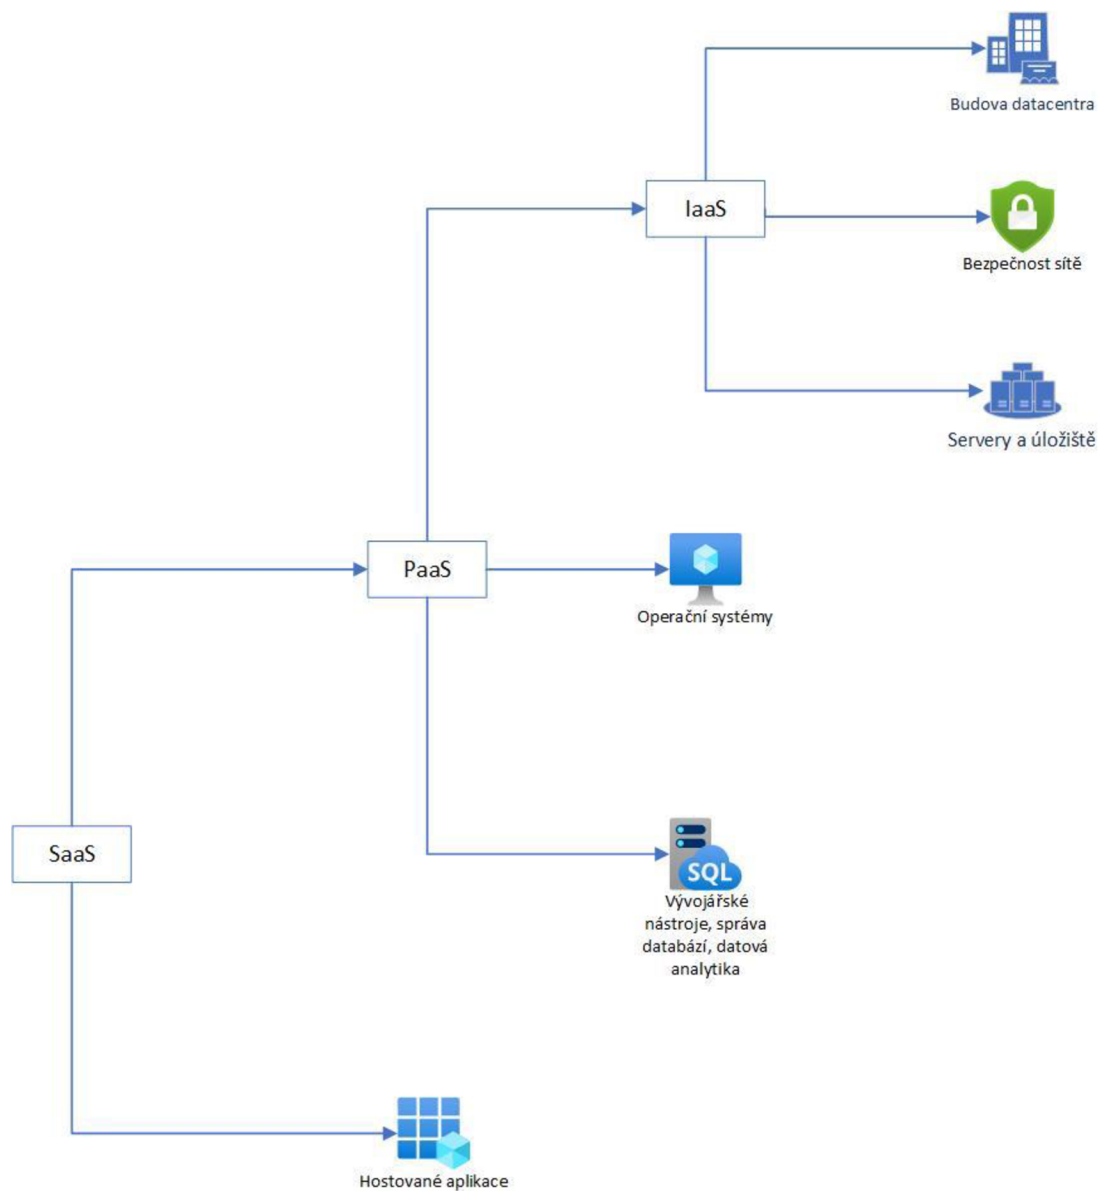 Budova datacentra
IaaS
Bezpečnost sítě
Servery a úložiště
PaaS
Operační systémy
SaaS
SQL
Vývojářské
nástroje, správa
databází, datová
analytika
Hostované aplikace